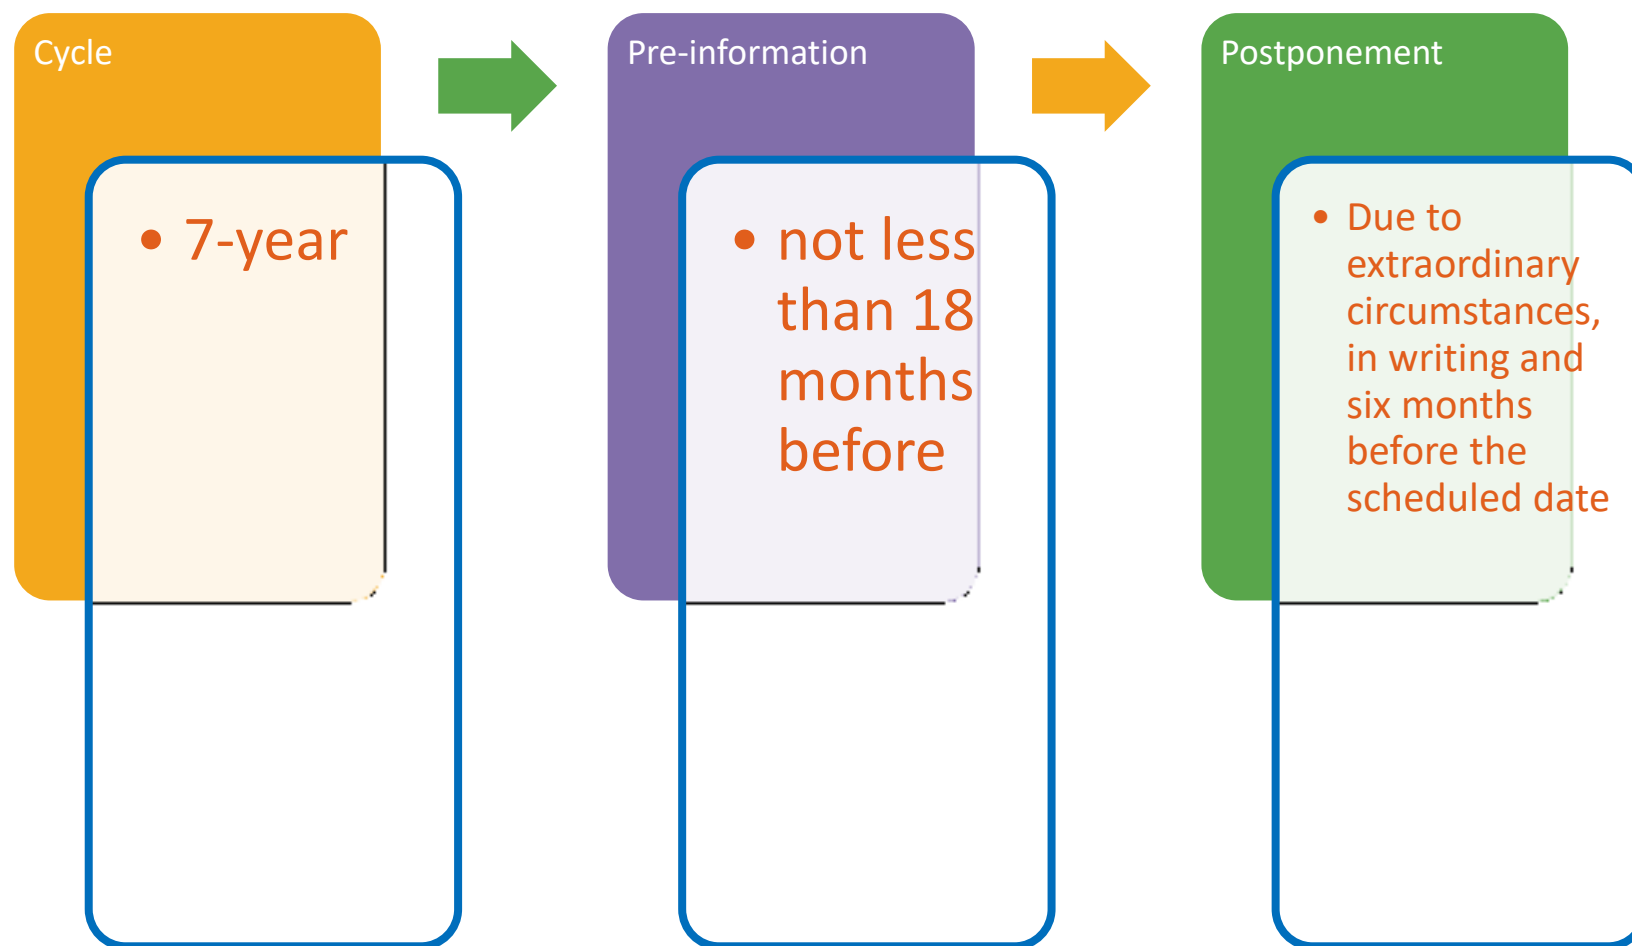 Cycle
• 7-year
Pre-information
• not less
than 18
months
before
Postponement
• Due to
extraordinary
circumstances,
in writing and
six months
before the
scheduled date